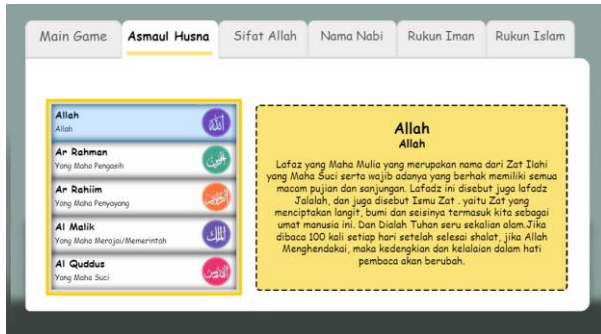 Main Game
Asmaul Husna
Sifat Allah
Nama Nabi
Rukun Iman
Rukun Islam
Allah
Allah
Ar Rahman
Yang Maha Pengasih
Ar Rahiim
Yang Maha Penyayang
Al Malik
Yang Maha Merajai/Memerintah
Al Quddus
Yang Maha Suci
Allah
Allah
Lafaz yang Maha Mulia yang merupakan nama dari Zat Ilahi
yang Maha Suci serta wajib adanya yang berhak memiliki semua
macam pujian dan sanjungan. Lafadz ini disebut juga lafadz
Jalalah, dan juga disebut Ismu Zat . yaitu Zat yang
menciptakan langit, bumi dan seisinya termasuk kita sebagai
umat manusia ini. Dan Dialah Tuhan seru sekalian alam.Jika
dibaca 100 kali setiap hari setelah selesai shalat, jika Allah
Menghendakai, maka kedengkian dan kelalaian dalam hati
pembaca akan berubah.